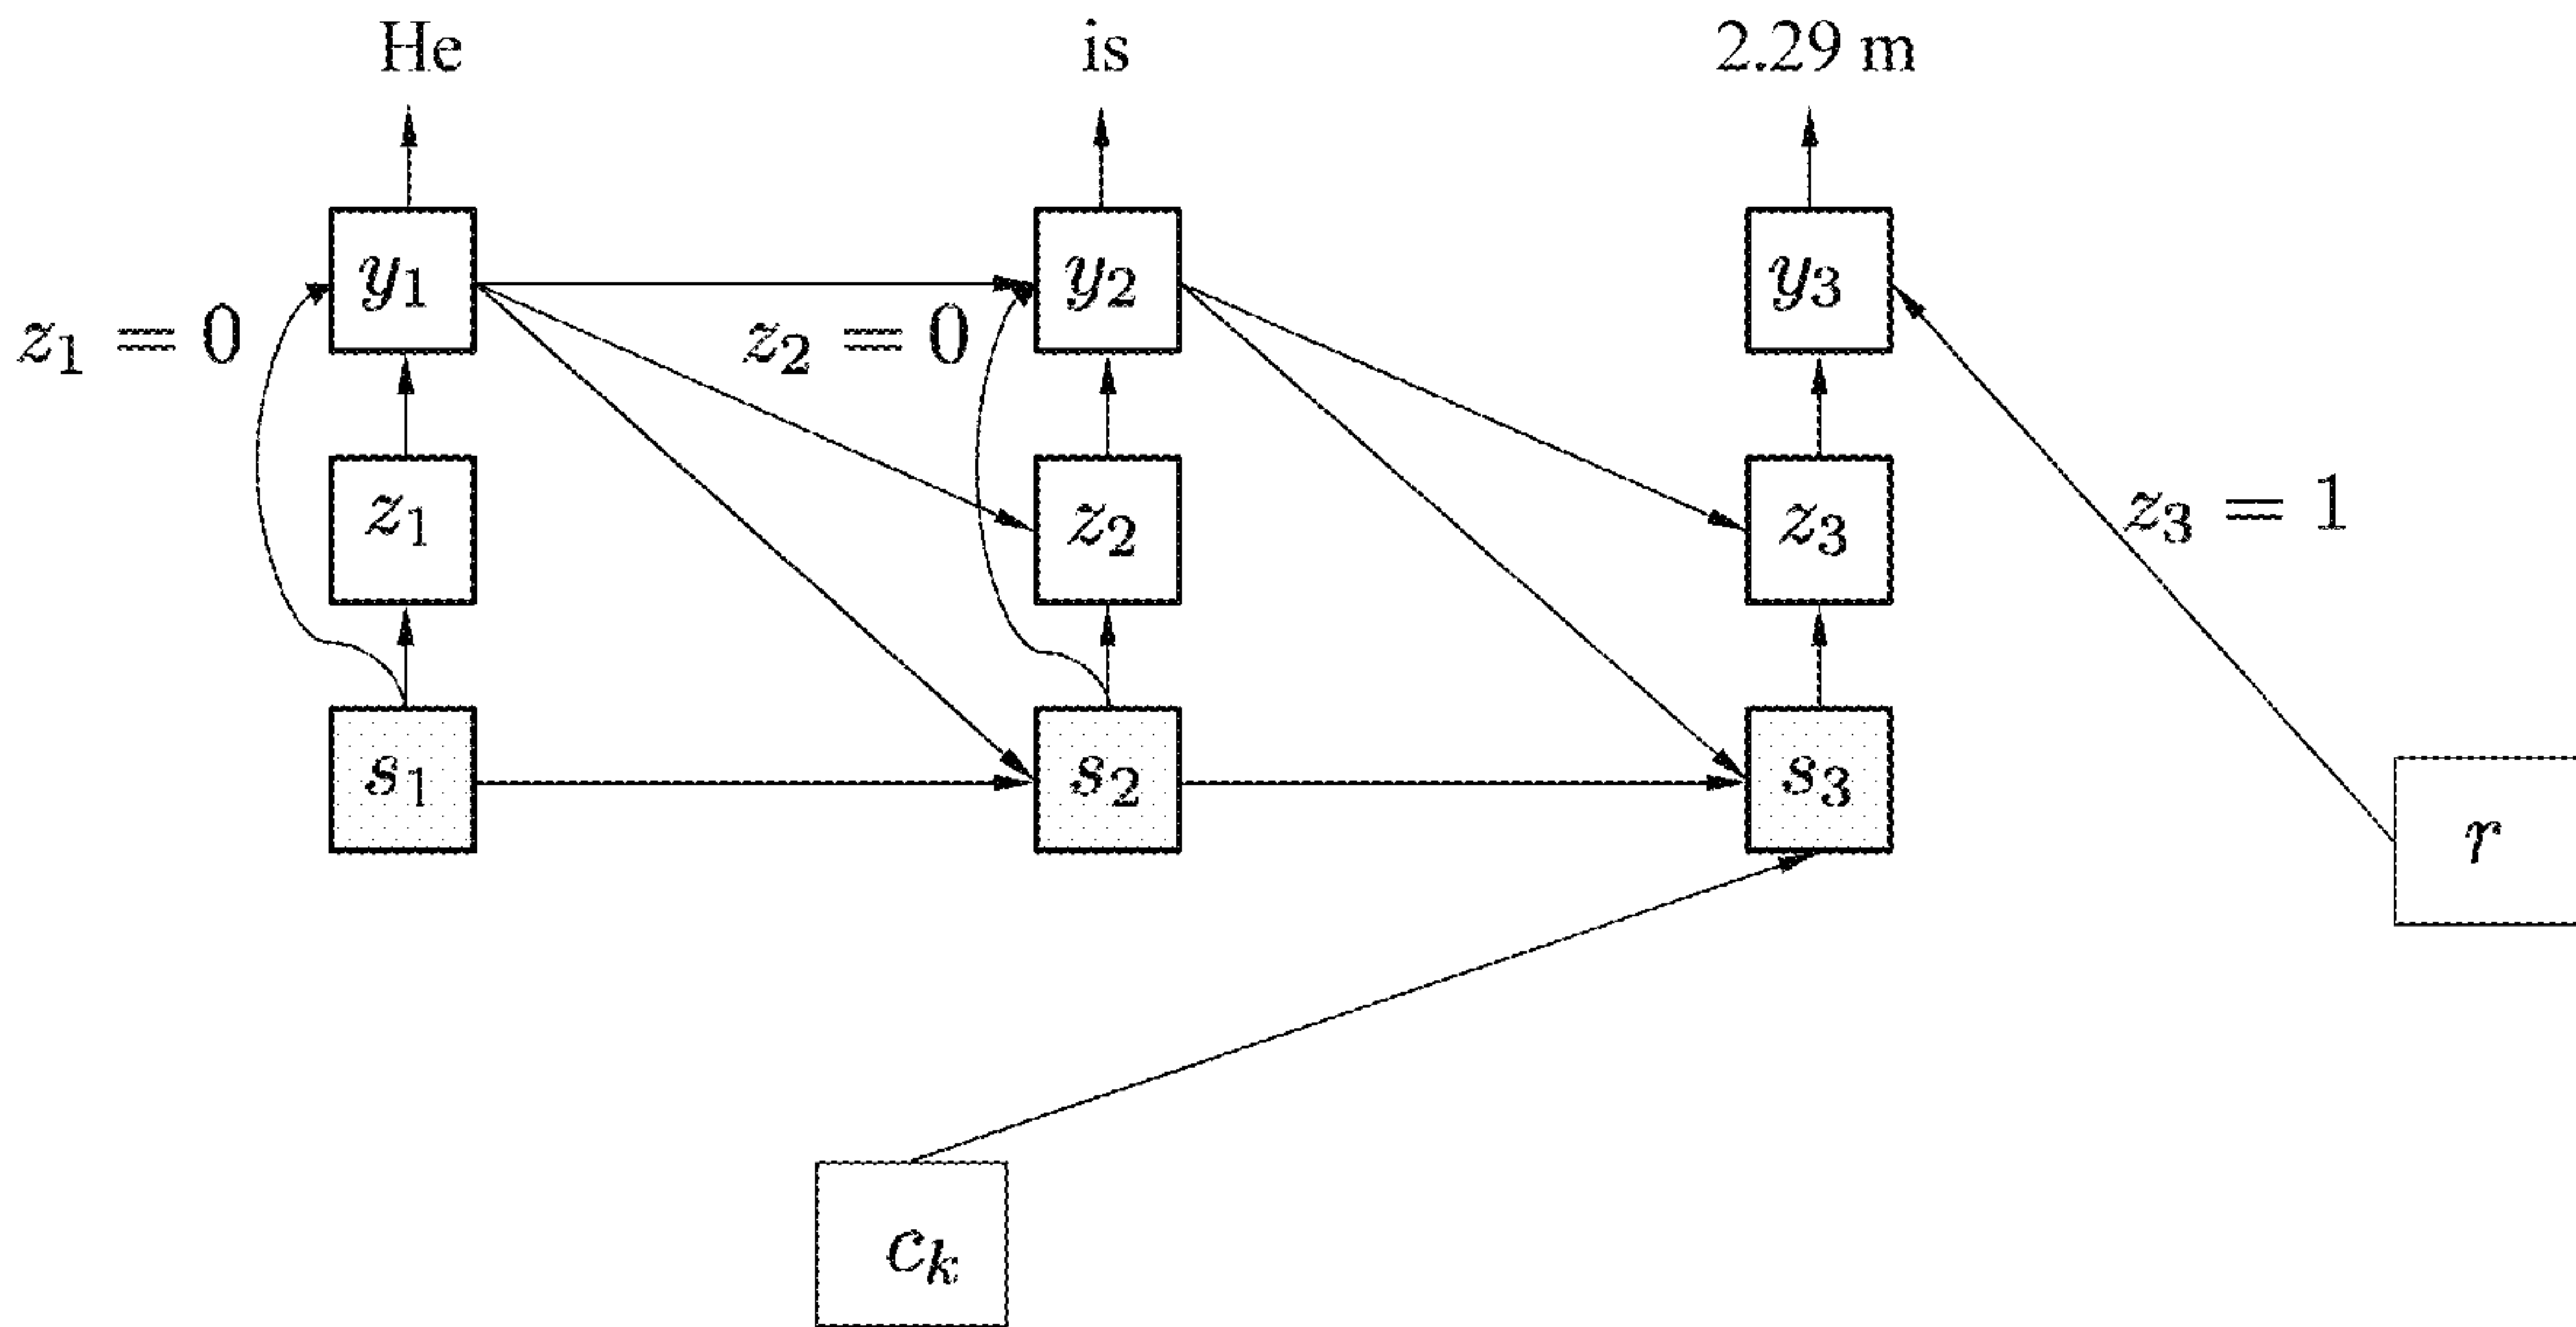 He is 2.29 m
y₁ y₂ y₃
z₁ = 0 z₂ = 0
z₁ z₂ z₃ z₃ = 1
s₁ s₂ s₃
r
cₖ